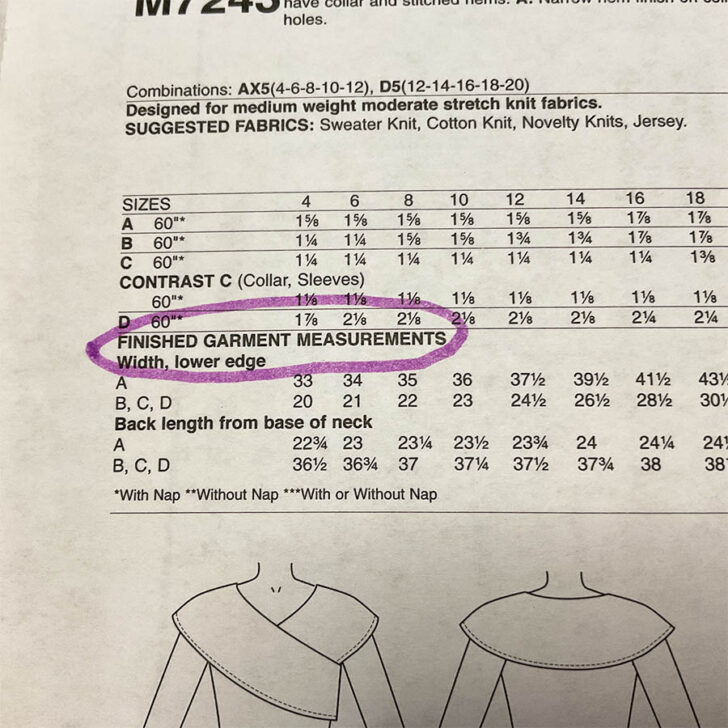 M7245 have collar and stitched hems. A: Narrow hem finish on
holes.
Combinations: AX5(4-6-8-10-12), D5(12-14-16-18-20)
Designed for medium weight moderate stretch knit fabrics.
SUGGESTED FABRICS: Sweater Knit, Cotton Knit, Novelty Knits, Jersey.
SIZES 4 6 8 10 12 14 16 18
A 60"* 1⅝ 1⅝ 1⅝ 1⅝ 1⅝ 1⅝ 1⅞ 1⅞
B 60"* 1¼ 1¼ 1⅝ 1⅝ 1¾ 1¾ 1⅞ 1⅞
C 60"* 1¼ 1¼ 1¼ 1¼ 1¼ 1¼ 1¼ 1⅜
CONTRAST C (Collar, Sleeves)
60"* 1⅛ 1⅛ 1⅛ 1⅛ 1⅛ 1⅛ 1⅛ 1⅛
D 60"* 1⅞ 2⅛ 2⅛ 2⅛ 2⅛ 2⅛ 2¼ 2¼
FINISHED GARMENT MEASUREMENTS
Width, lower edge
A 33 34 35 36 37½ 39½ 41½
B, C, D 20 21 22 23 24½ 26½ 28½
Back length from base of neck
A 22¾ 23 23¼ 23½ 23¾ 24 24¼
B, C, D 36½ 36¾ 37 37¼ 37½ 37¾ 38 38
*With Nap **Without Nap ***With or Without Nap